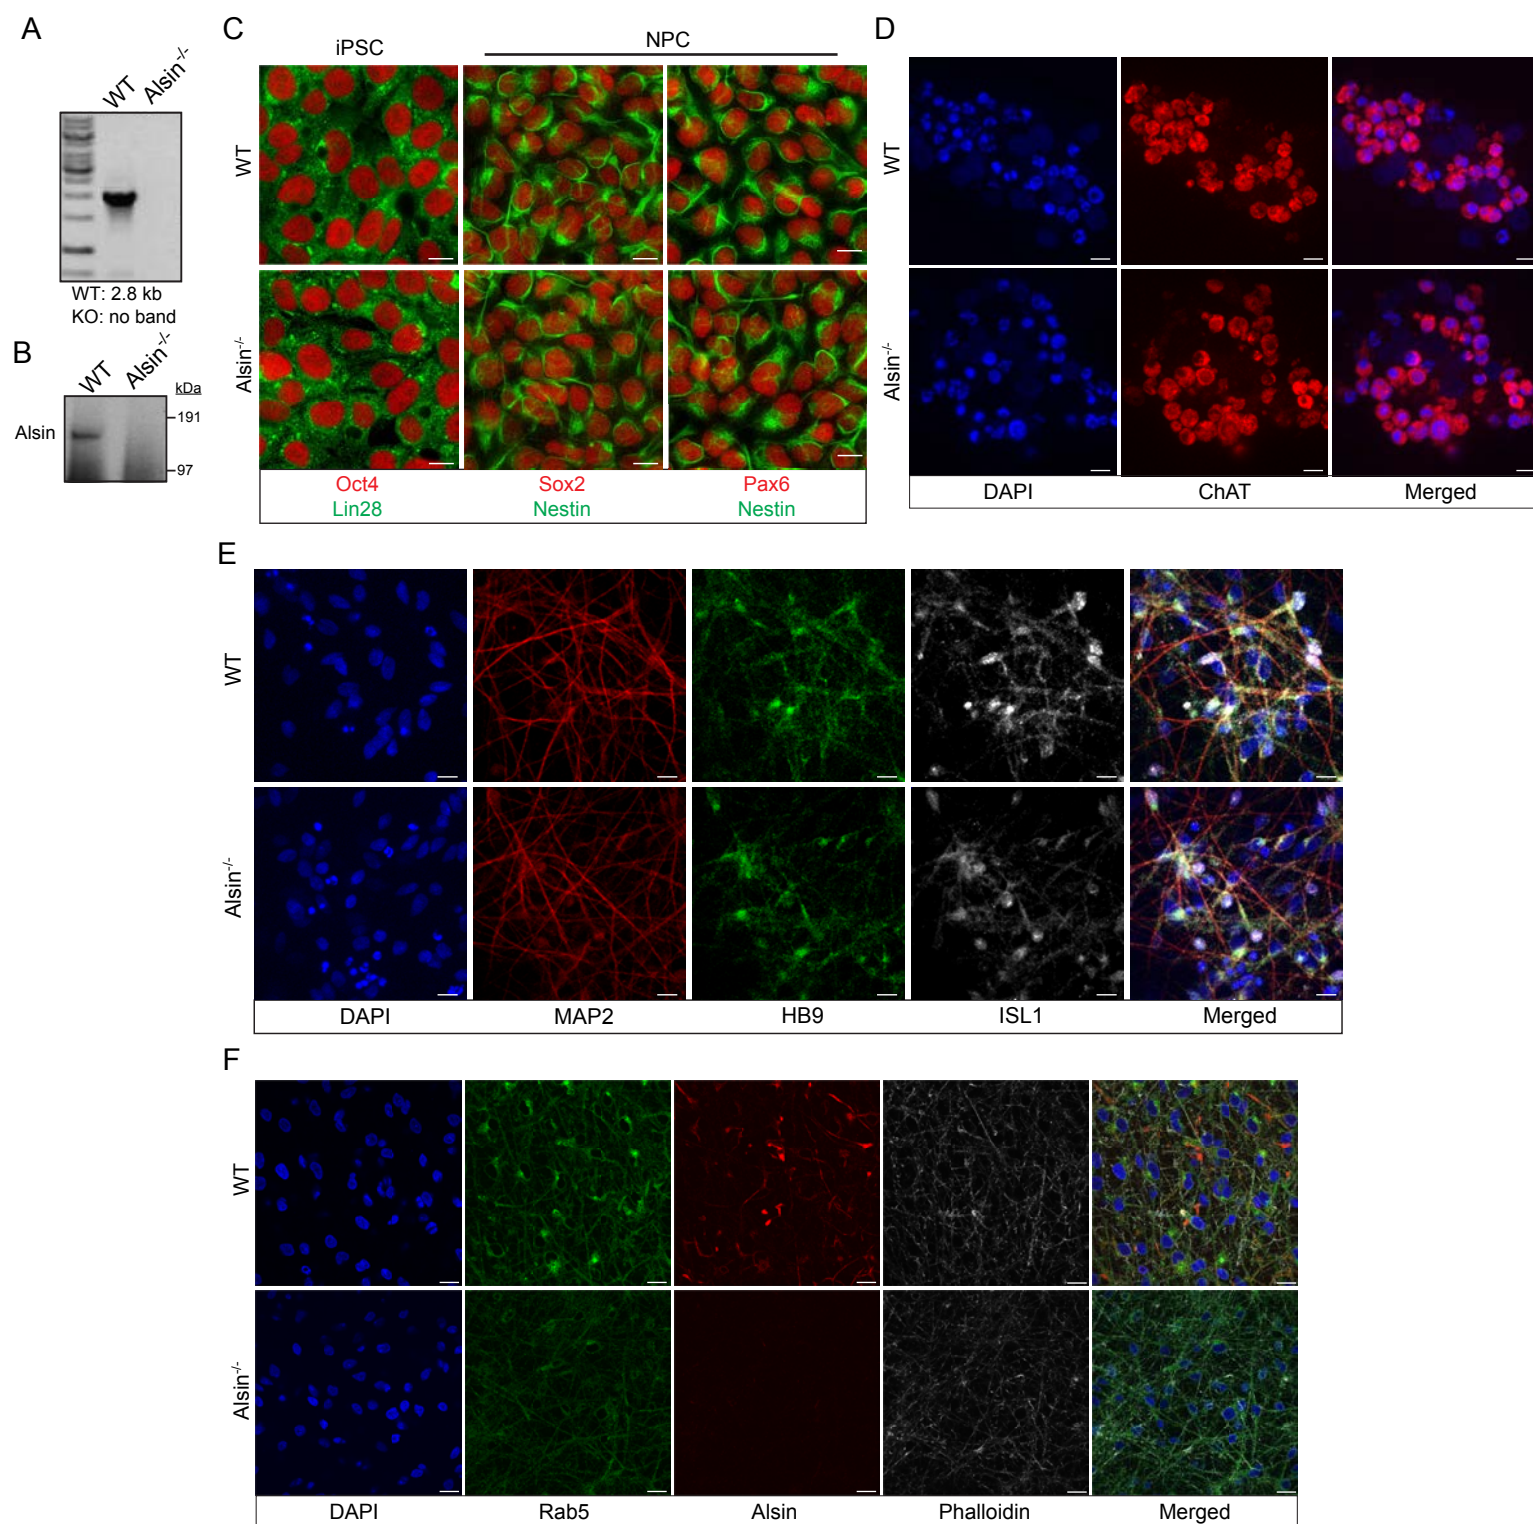 A
WT
Alsin-/-
WT: 2.8 kb
KO: no band
B
WT
Alsin-/-
kDa
191
Alsin
97
C
iPSC
NPC
WT
Alsin-/-
Oct4
Sox2
Pax6
Lin28
Nestin
Nestin
D
WT
Alsin-/-
DAPI
ChAT
Merged
E
WT
Alsin-/-
DAPI
MAP2
HB9
ISL1
Merged
F
WT
Alsin-/-
DAPI
Rab5
Alsin
Phalloidin
Merged